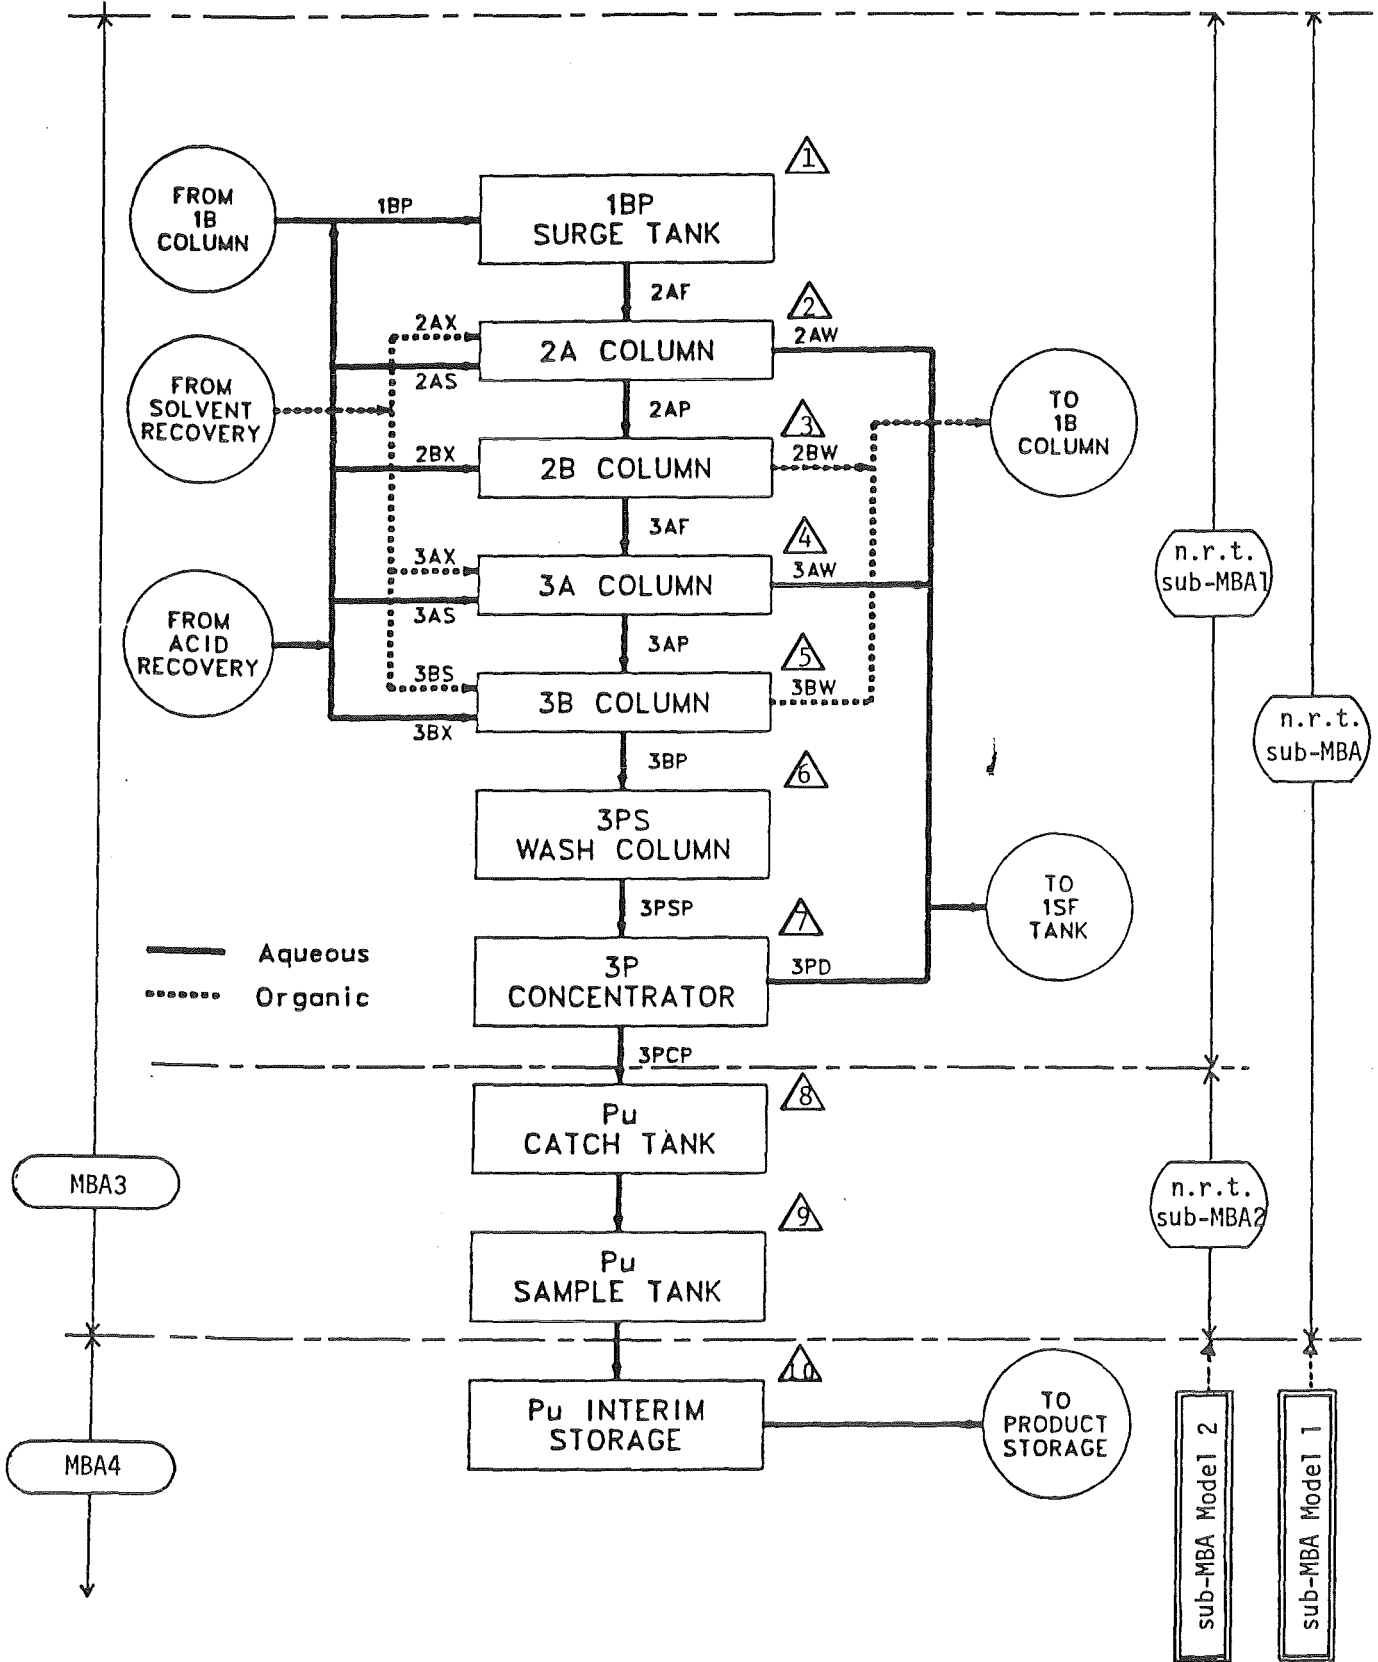 1
FROM
1B
COLUMN
1BP
1BP
SURGE TANK
2AF
2
2AX
2AW
2A COLUMN
2AS
FROM
SOLVENT
RECOVERY
2AP
TO
1B
COLUMN
3
2BX
2BW
2B COLUMN
3AF
4
3AX
3AW
3A COLUMN
3AS
n.r.t.
sub-MBA1
FROM
ACID
RECOVERY
3AP
5
3BS
3BW
3B COLUMN
3BX
n.r.t.
sub-MBA
3BP
6
3PS
WASH COLUMN
TO
1SF
TANK
3PSP
7
Aqueous
Organic
3P
CONCENTRATOR
3PD
3PCP
8
Pu
CATCH TANK
MBA3
n.r.t.
sub-MBA2
9
Pu
SAMPLE TANK
10
Pu INTERIM
STORAGE
TO
PRODUCT
STORAGE
MBA4
sub-MBA Model 2
sub-MBA Model 1